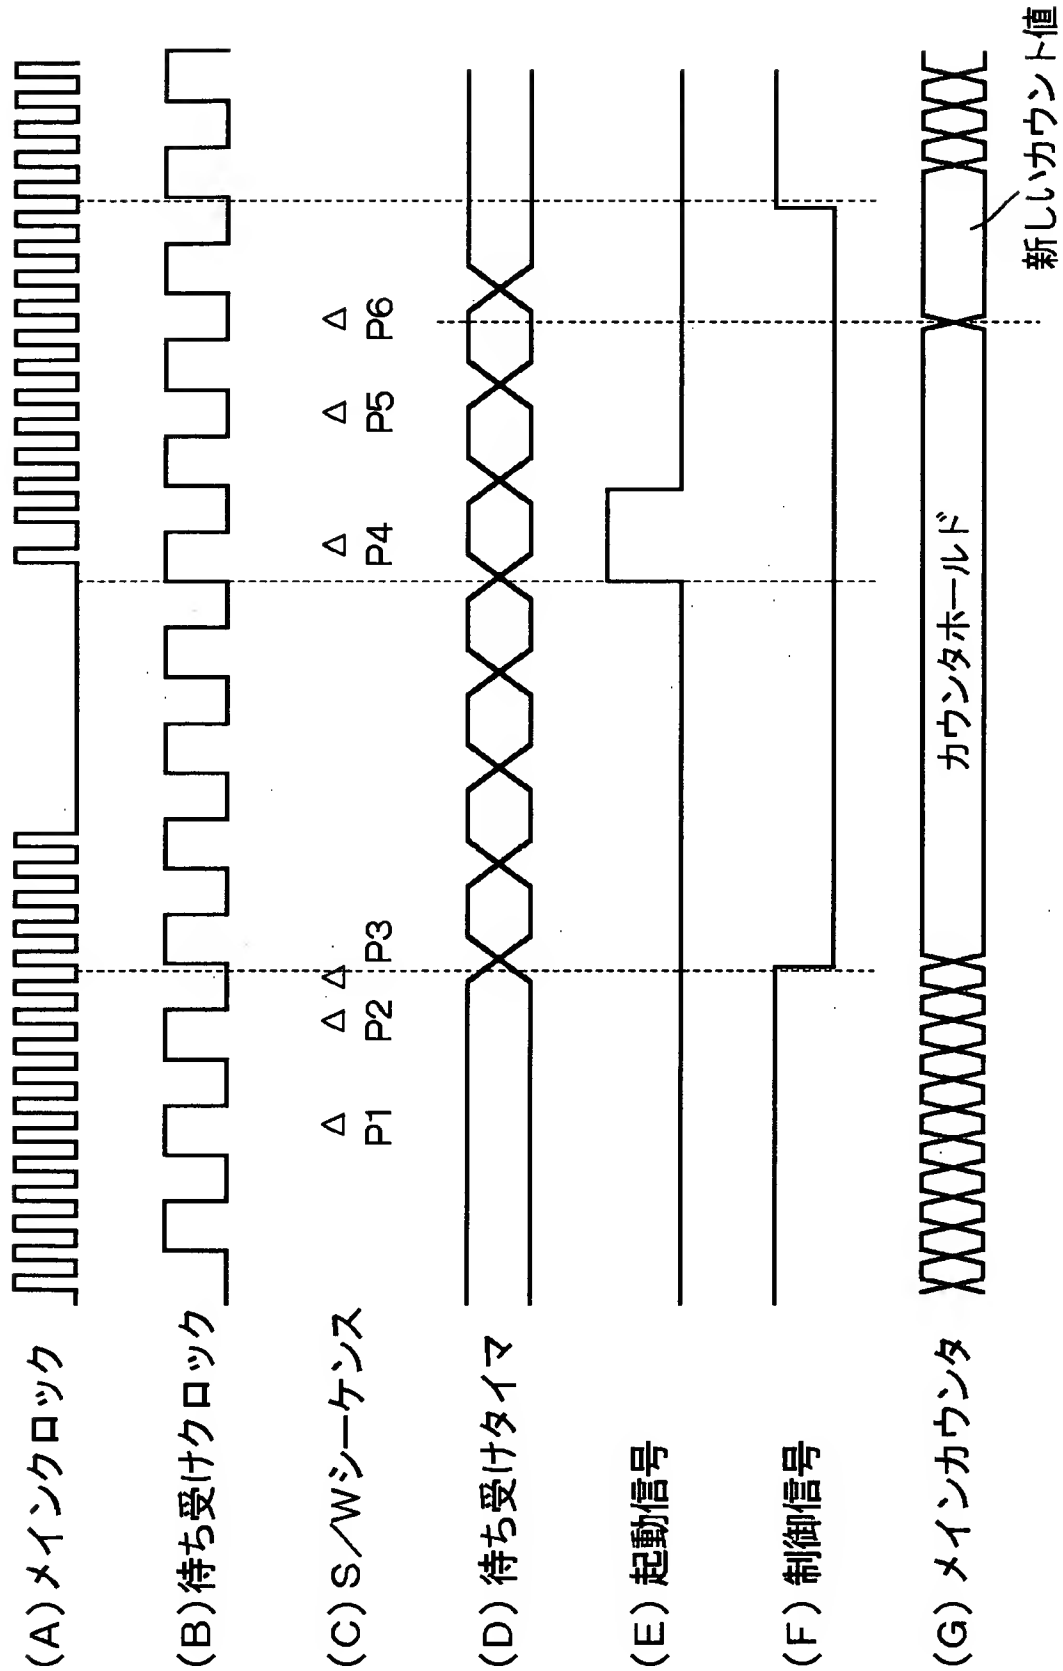 (A) メインクロック
(B) 待ち受けクロック
(C) S/Wシーケンス
P1
P2
P3
P4
P5
P6
(D) 待ち受けタイマ
(E) 起動信号
(F) 制御信号
(G) メインカウンタ
カウンタホールド
新しいカウント値